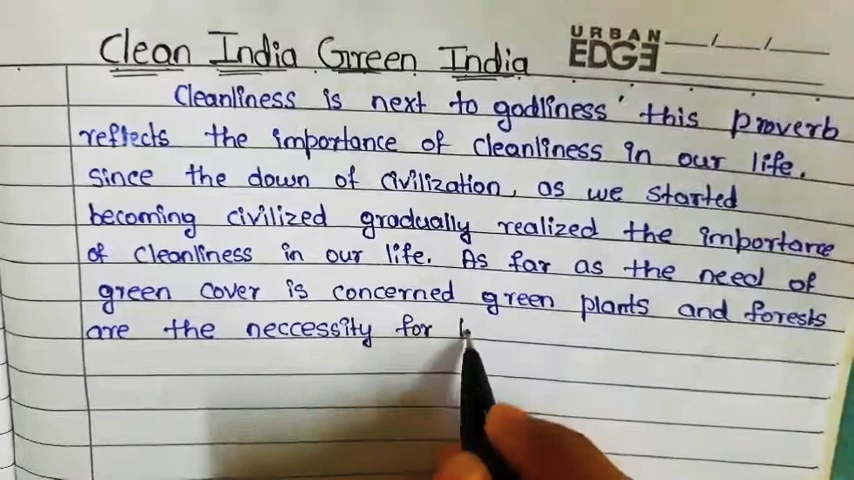 Clean India Green India
URBAN
EDGE
Cleanliness is next to godliness' this proverb
reflects the importance of cleanliness in our life.
since the down of civilization, as we started
becoming civilized gradually realized the importance
of cleanliness in our life. As far as the need of
green cover is concerned green plants and forests
are the neccessity for